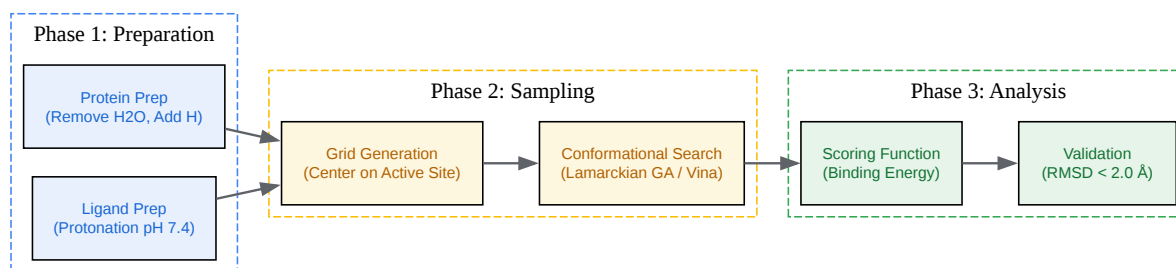 Phase 1: Preparation
Protein Prep
(Remove H2O, Add H)
Ligand Prep
(Protonation pH 7.4)
Phase 2: Sampling
Grid Generation
(Center on Active Site)
Conformational Search
(Lamarckian GA / Vina)
Phase 3: Analysis
Scoring Function
(Binding Energy)
Validation
(RMSD < 2.0 Å)